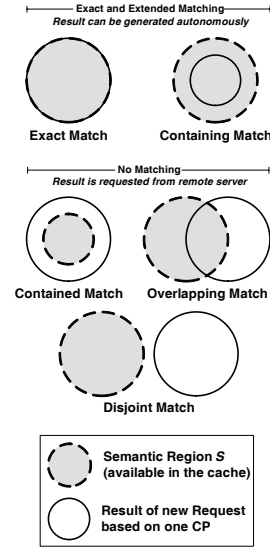 Exact and Extended Matching
Result can be generated autonomously
Exact Match
Containing Match
No Matching
Result is requested from remote server
Contained Match
Overlapping Match
Disjoint Match
Semantic Region S
(available in the cache)
Result of new Request
based on one CP